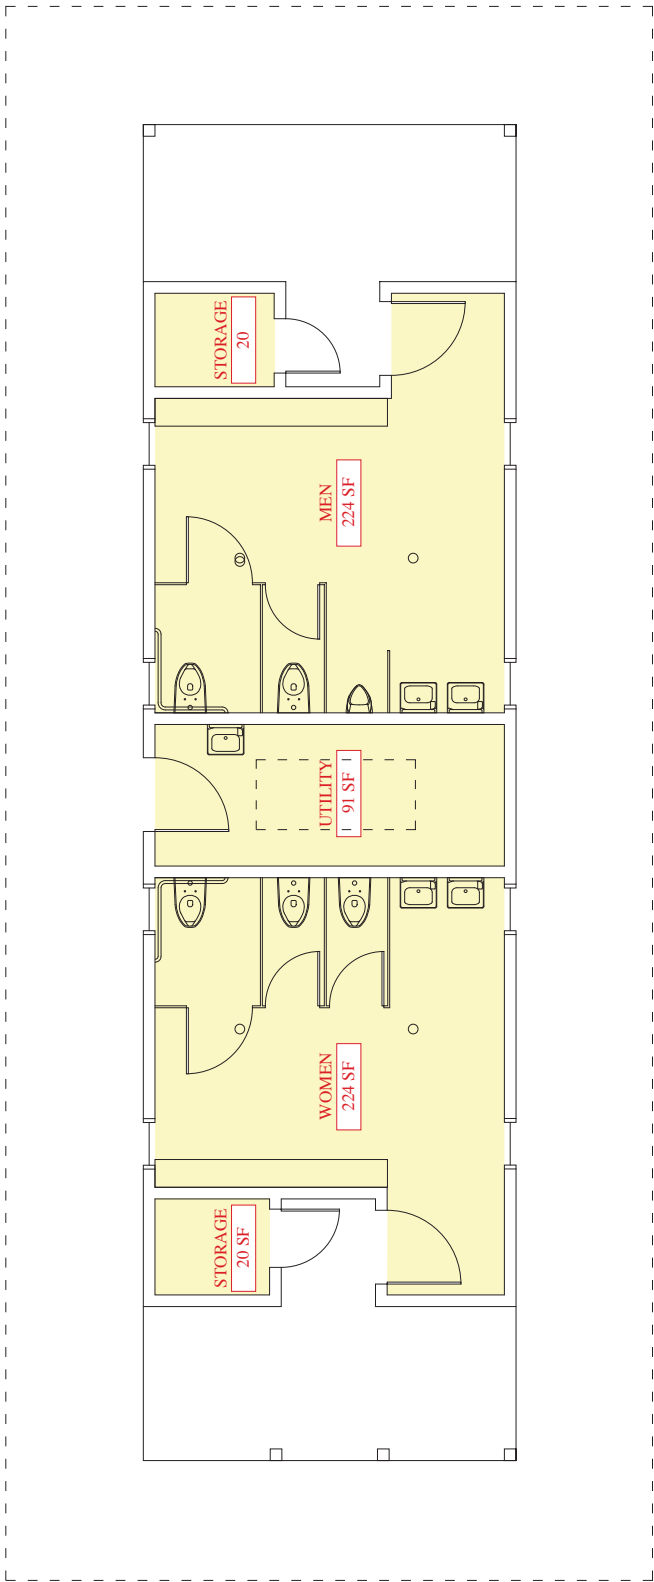 STORAGE
20
MEN
224 SF
UTILITY
91 SF
WOMEN
224 SF
STORAGE
20 SF